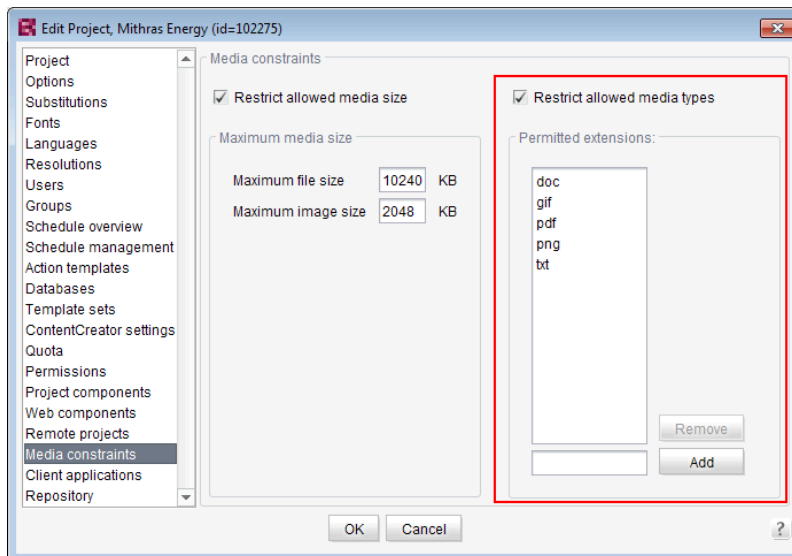 Edit Project, Mithras Energy (id=102275)
Project
Options
Substitutions
Fonts
Languages
Resolutions
Users
Groups
Schedule overview
Schedule management
Action templates
Databases
Template sets
ContentCreator settings
Quota
Permissions
Project components
Web components
Remote projects
Media constraints
Client applications
Repository
Media constraints
Restrict allowed media size
Maximum media size
Maximum file size 10240 KB
Maximum image size 2048 KB
Restrict allowed media types
Permitted extensions:
doc
gif
pdf
png
txt
Remove
Add
OK Cancel
?